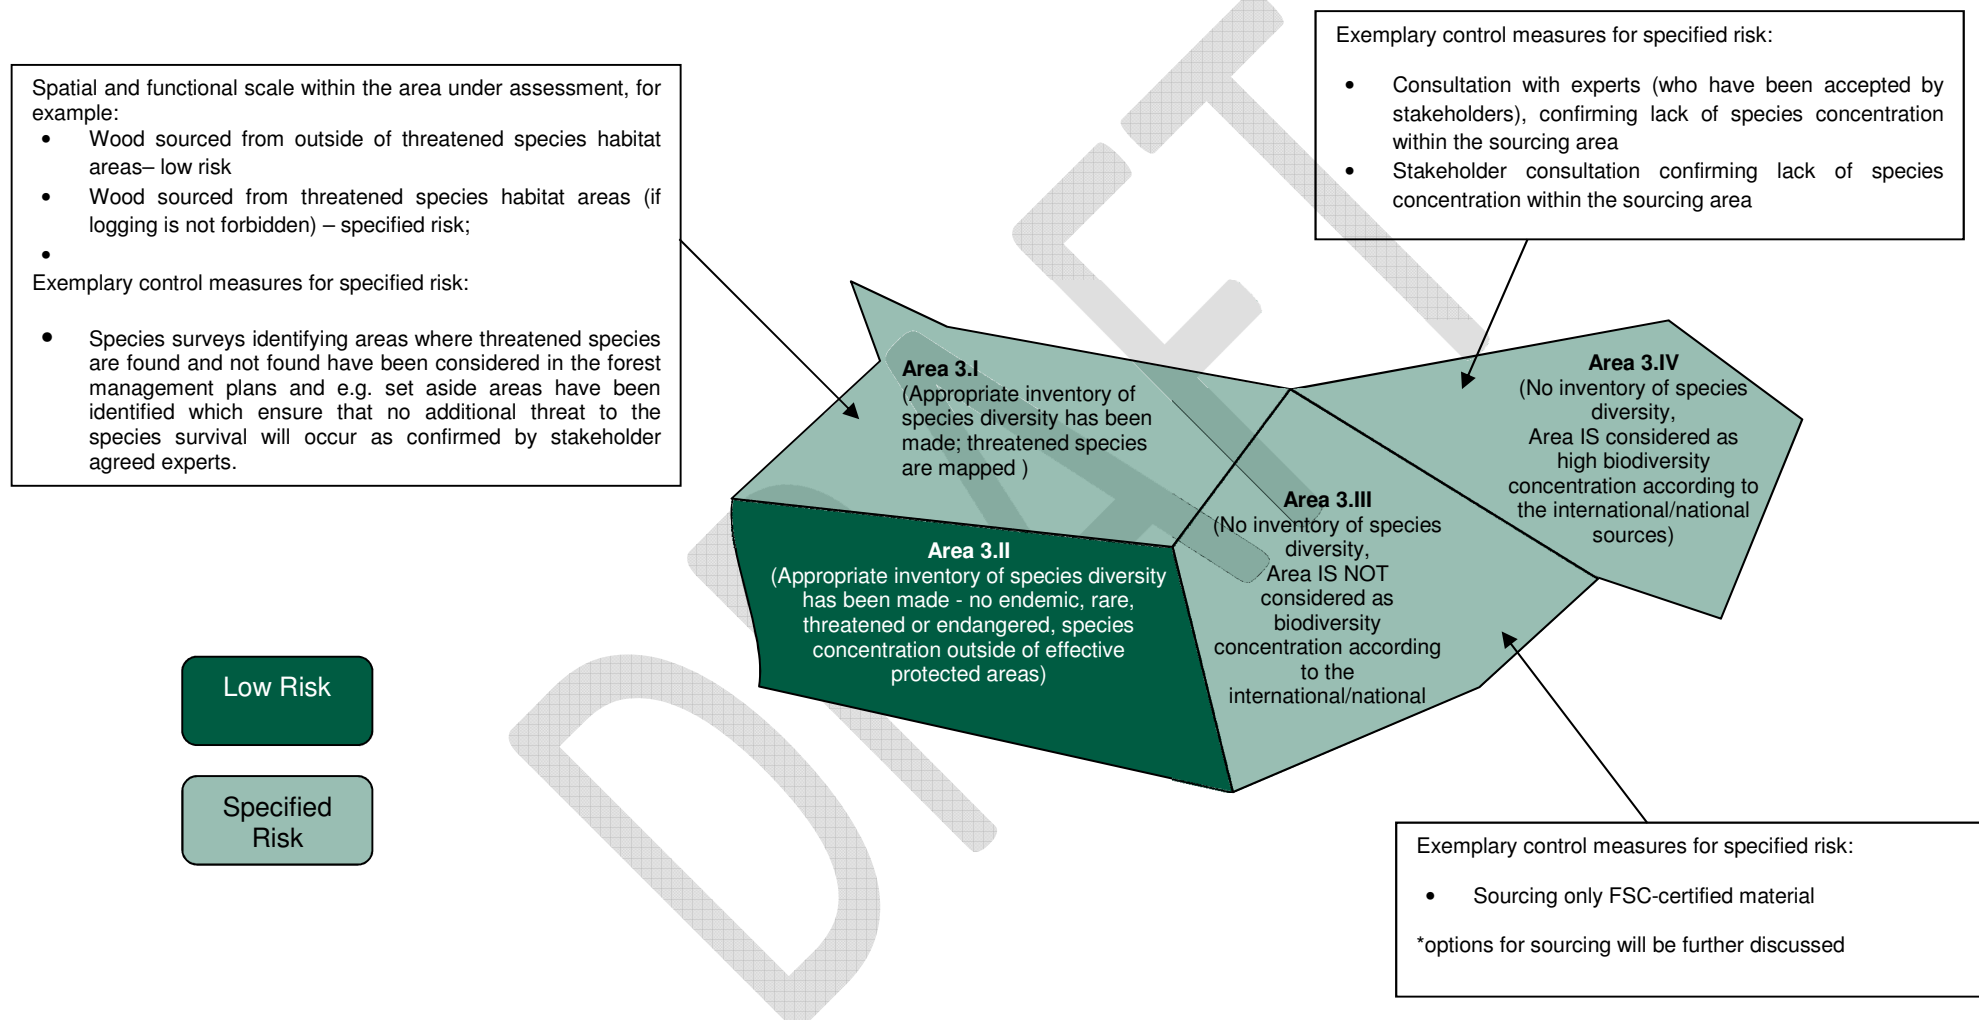 Spatial and functional scale within the area under assessment, for
example:
• Wood sourced from outside of threatened species habitat
areas– low risk
• Wood sourced from threatened species habitat areas (if
logging is not forbidden) – specified risk;
•
Exemplary control measures for specified risk:
• Species surveys identifying areas where threatened species
are found and not found have been considered in the forest
management plans and e.g. set aside areas have been
identified which ensure that no additional threat to the
species survival will occur as confirmed by stakeholder
agreed experts.
Exemplary control measures for specified risk:
• Consultation with experts (who have been accepted by
stakeholders), confirming lack of species concentration
within the sourcing area
• Stakeholder consultation confirming lack of species
concentration within the sourcing area
Area 3.I
(Appropriate inventory of
species diversity has been
made; threatened species
are mapped )
Area 3.IV
(No inventory of species
diversity,
Area IS considered as
high biodiversity
concentration according to
the international/national
sources)
Area 3.III
(No inventory of species
diversity,
Area IS NOT
considered as
biodiversity
concentration according
to the
international/national
Area 3.II
(Appropriate inventory of species diversity
has been made - no endemic, rare,
threatened or endangered, species
concentration outside of effective
protected areas)
Low Risk
Specified
Risk
Exemplary control measures for specified risk:
• Sourcing only FSC-certified material
*options for sourcing will be further discussed
DRAFT